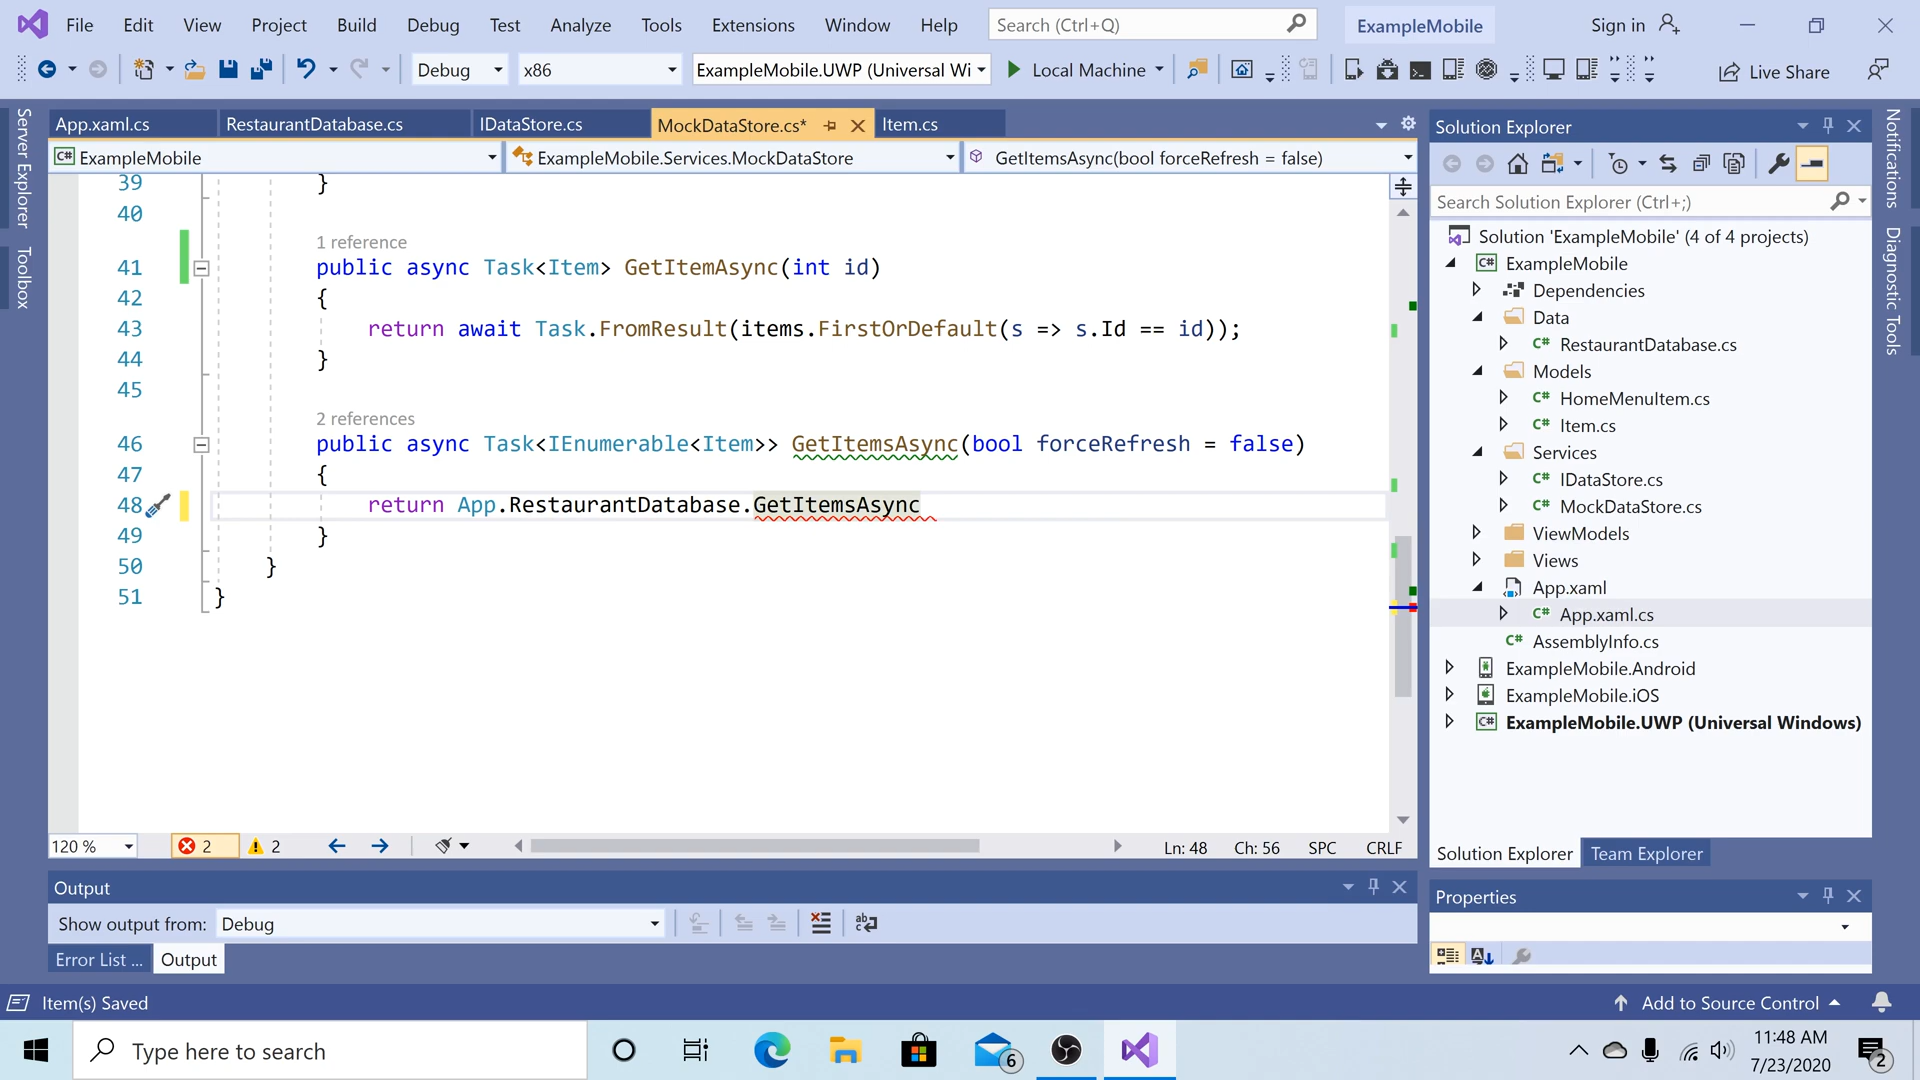 File Edit View Project Build Debug Test Analyze Tools Extensions Window Help Search (Ctrl+Q) ExampleMobile Sign in
Debug x86 ExampleMobile.UWP (Universal Wi Local Machine Live Share
Server Explorer
Toolbox
App.xaml.cs RestaurantDatabase.cs IDataStore.cs MockDataStore.cs* Item.cs
ExampleMobile ExampleMobile.Services.MockDataStore GetItemsAsync(bool forceRefresh = false)
39 }
40
1 reference
41 public async Task<Item> GetItemAsync(int id)
42 {
43 return await Task.FromResult(items.FirstOrDefault(s => s.Id == id));
44 }
45
2 references
46 public async Task<IEnumerable<Item>> GetItemsAsync(bool forceRefresh = false)
47 {
48 return App.RestaurantDatabase.GetItemsAsync
49 }
50 }
51 }
120 % 2 2 Ln: 48 Ch: 56 SPC CRLF
Output
Show output from: Debug
Error List ... Output
Solution Explorer
Search Solution Explorer (Ctrl+;)
Solution 'ExampleMobile' (4 of 4 projects)
C# ExampleMobile
Dependencies
Data
C# RestaurantDatabase.cs
Models
C# HomeMenuItem.cs
C# Item.cs
Services
C# IDataStore.cs
C# MockDataStore.cs
ViewModels
Views
App.xaml
C# App.xaml.cs
C# AssemblyInfo.cs
ExampleMobile.Android
ExampleMobile.iOS
C# ExampleMobile.UWP (Universal Windows)
Solution Explorer Team Explorer
Properties
Notifications
Diagnostic Tools
Item(s) Saved Add to Source Control
Type here to search 6 11:48 AM
7/23/2020 2